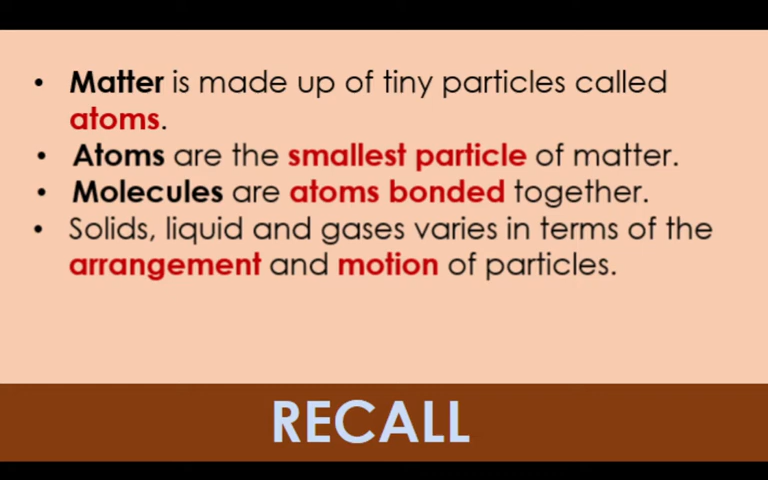 • Matter is made up of tiny particles called
atoms.
• Atoms are the smallest particle of matter.
• Molecules are atoms bonded together.
• Solids, liquid and gases varies in terms of the
arrangement and motion of particles.
RECALL